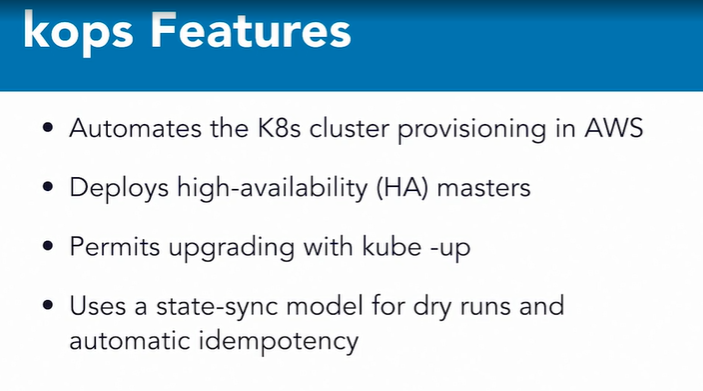 kops Features
• Automates the K8s cluster provisioning in AWS
• Deploys high-availability (HA) masters
• Permits upgrading with kube -up
• Uses a state-sync model for dry runs and
automatic idempotency